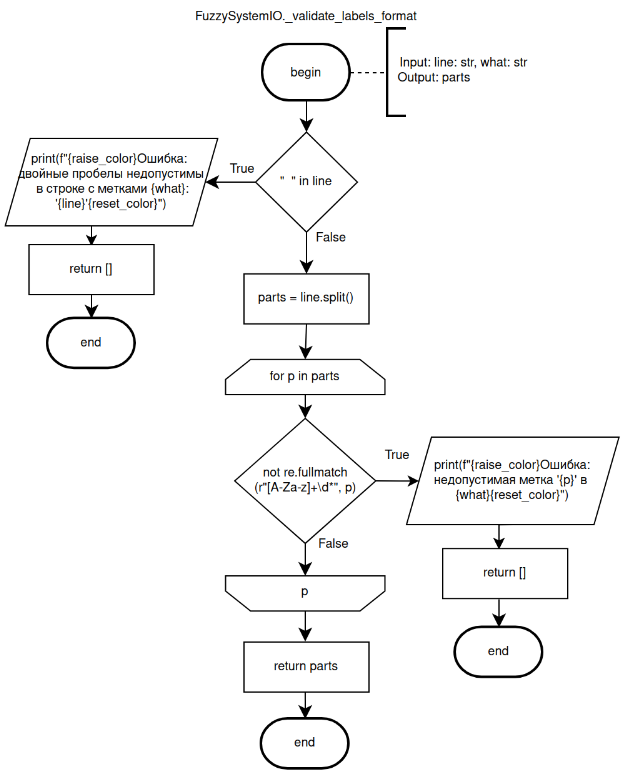 FuzzySystemIO._validate_labels_format
begin
Input: line: str, what: str
Output: parts
"  " in line
True
print(f"{raise_color}Ошибка:
двойные пробелы недопустимы
в строке с метками {what}:
'{line}'{reset_color}")
return []
end
False
parts = line.split()
for p in parts
not re.fullmatch
(r"[A-Za-z]+\d*", p)
True
print(f"{raise_color}Ошибка:
недопустимая метка '{p}' в
{what}{reset_color}")
return []
end
False
p
return parts
end